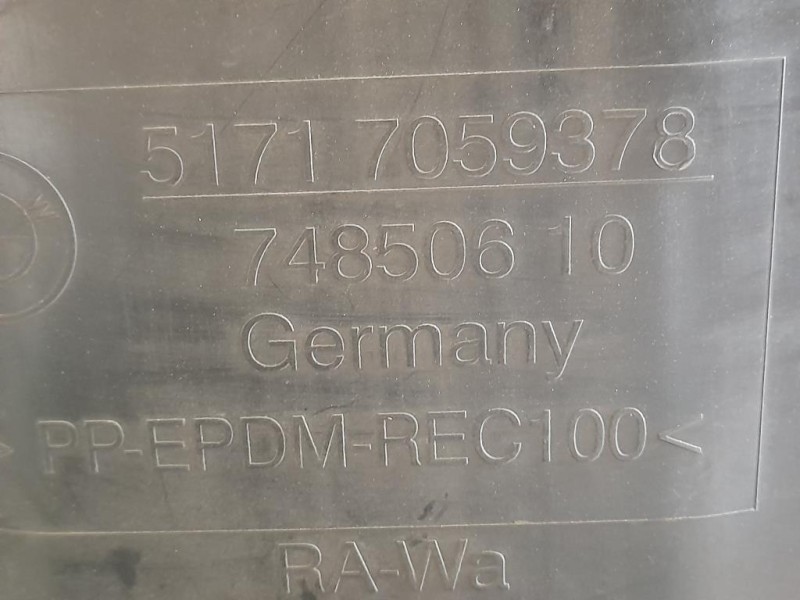 5171 7059378
748506 10
Germany
>PP-EPDM-REC100<
RA-Wa